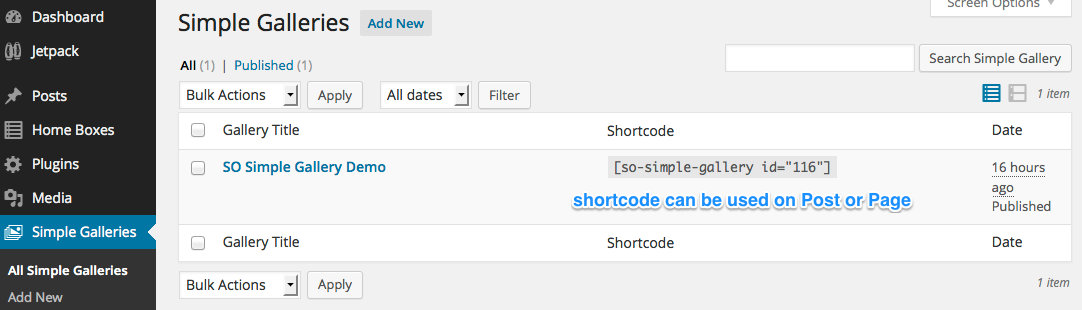 Dashboard
Jetpack
Posts
Home Boxes
Plugins
Media
Simple Galleries
All Simple Galleries
Add New
Screen Options
Simple Galleries Add New
All (1) | Published (1)
Search Simple Gallery
Bulk Actions Apply All dates Filter
1 item
Gallery Title Shortcode Date
SO Simple Gallery Demo [so-simple-gallery id="116"] 16 hours
ago
shortcode can be used on Post or Page Published
Gallery Title Shortcode Date
Bulk Actions Apply
1 item